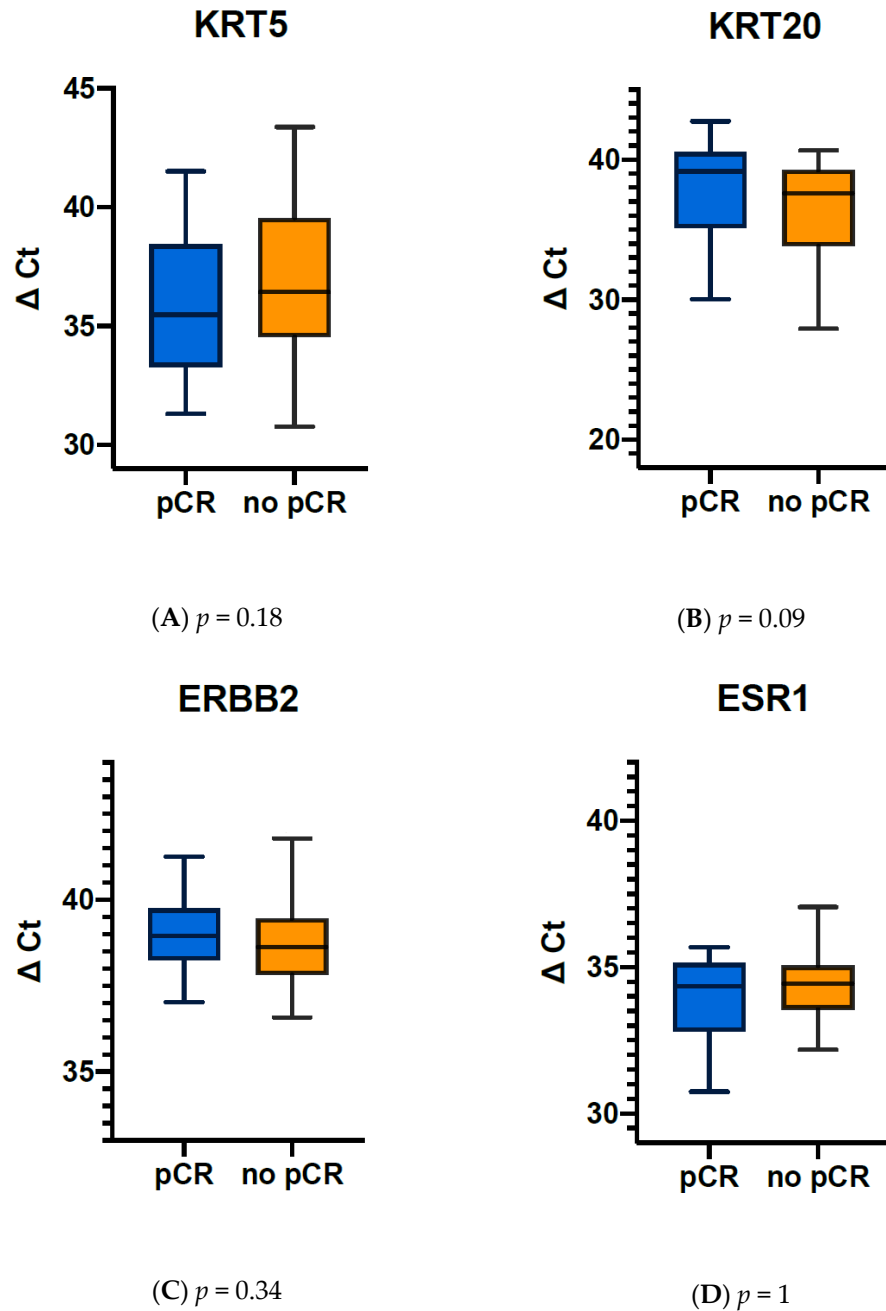 KRT5
45
40
35
30
Δ Ct
pCR
no pCR
(A) p = 0.18
KRT20
40
30
20
Δ Ct
pCR
no pCR
(B) p = 0.09
ERBB2
40
35
Δ Ct
pCR
no pCR
(C) p = 0.34
ESR1
40
35
30
Δ Ct
pCR
no pCR
(D) p = 1